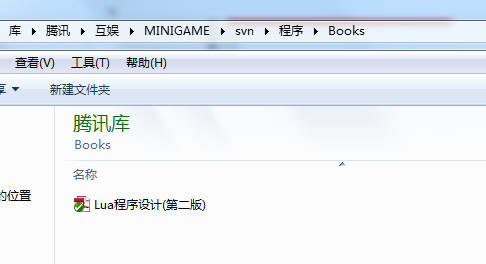 库 ▸ 腾讯 ▸ 互娱 ▸ MINIGAME ▸ svn ▸ 程序 ▸ Books
查看(V) 工具(T) 帮助(H)
享 新建文件夹
腾讯库
Books
名称
的位置
Lua程序设计(第二版)